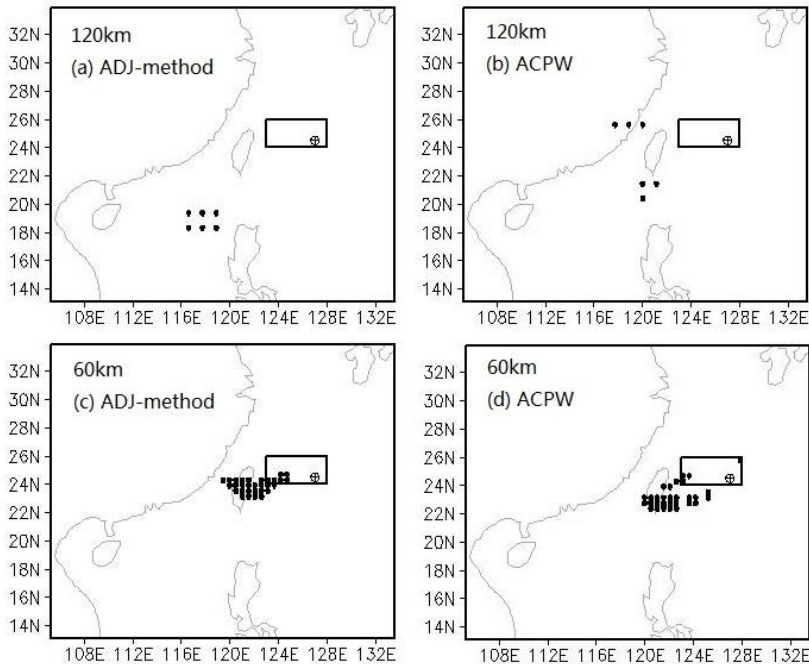 120km
(a) ADJ-method
32N
30N
28N
26N
24N
22N
20N
18N
16N
14N
108E 112E 116E 120E 124E 128E 132E
120km
(b) ACPW
32N
30N
28N
26N
24N
22N
20N
18N
16N
14N
108E 112E 116E 120E 124E 128E 132E
60km
(c) ADJ-method
32N
30N
28N
26N
24N
22N
20N
18N
16N
14N
108E 112E 116E 120E 124E 128E 132E
60km
(d) ACPW
32N
30N
28N
26N
24N
22N
20N
18N
16N
14N
108E 112E 116E 120E 124E 128E 132E